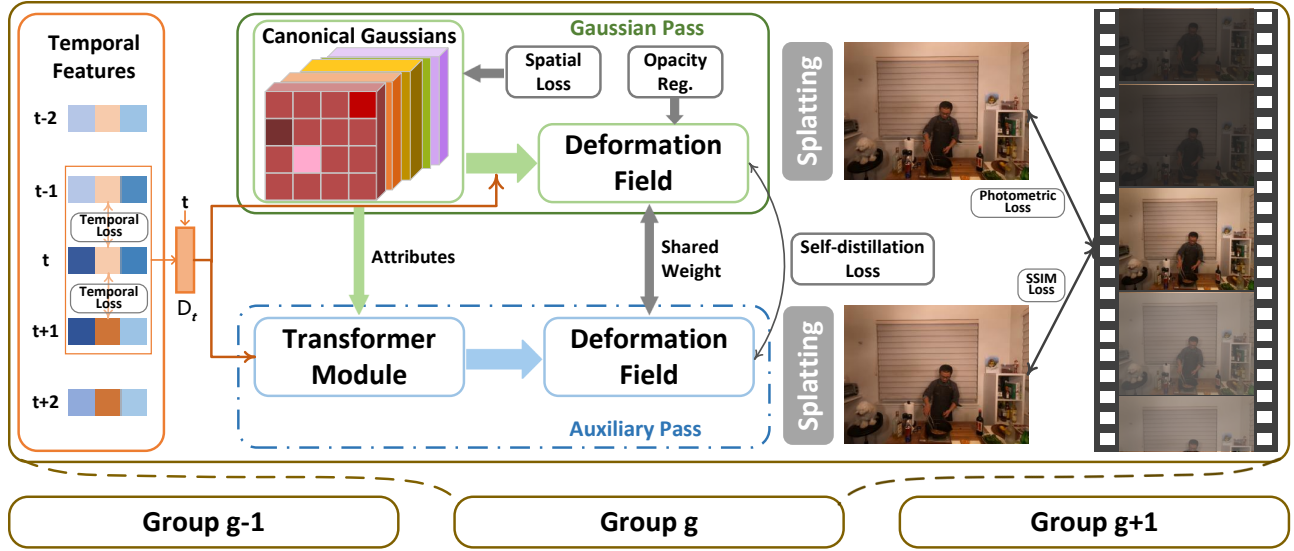 Temporal
Features
t-2
t-1
Temporal
Loss
t
Temporal
Loss
t+1
t+2
t
Dt
Canonical Gaussians
Gaussian Pass
Spatial
Loss
Opacity
Reg.
Deformation
Field
Attributes
Shared
Weight
Self-distillation
Loss
Transformer
Module
Deformation
Field
Auxiliary Pass
Splatting
Splatting
Photometric
Loss
SSIM
Loss
Group g-1
Group g
Group g+1